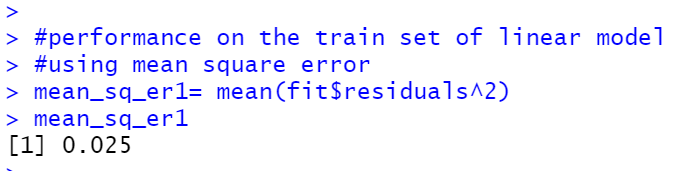 >
> #performance on the train set of linear model
> #using mean square error
> mean_sq_er1= mean(fit$residuals^2)
> mean_sq_er1
[1] 0.025
>